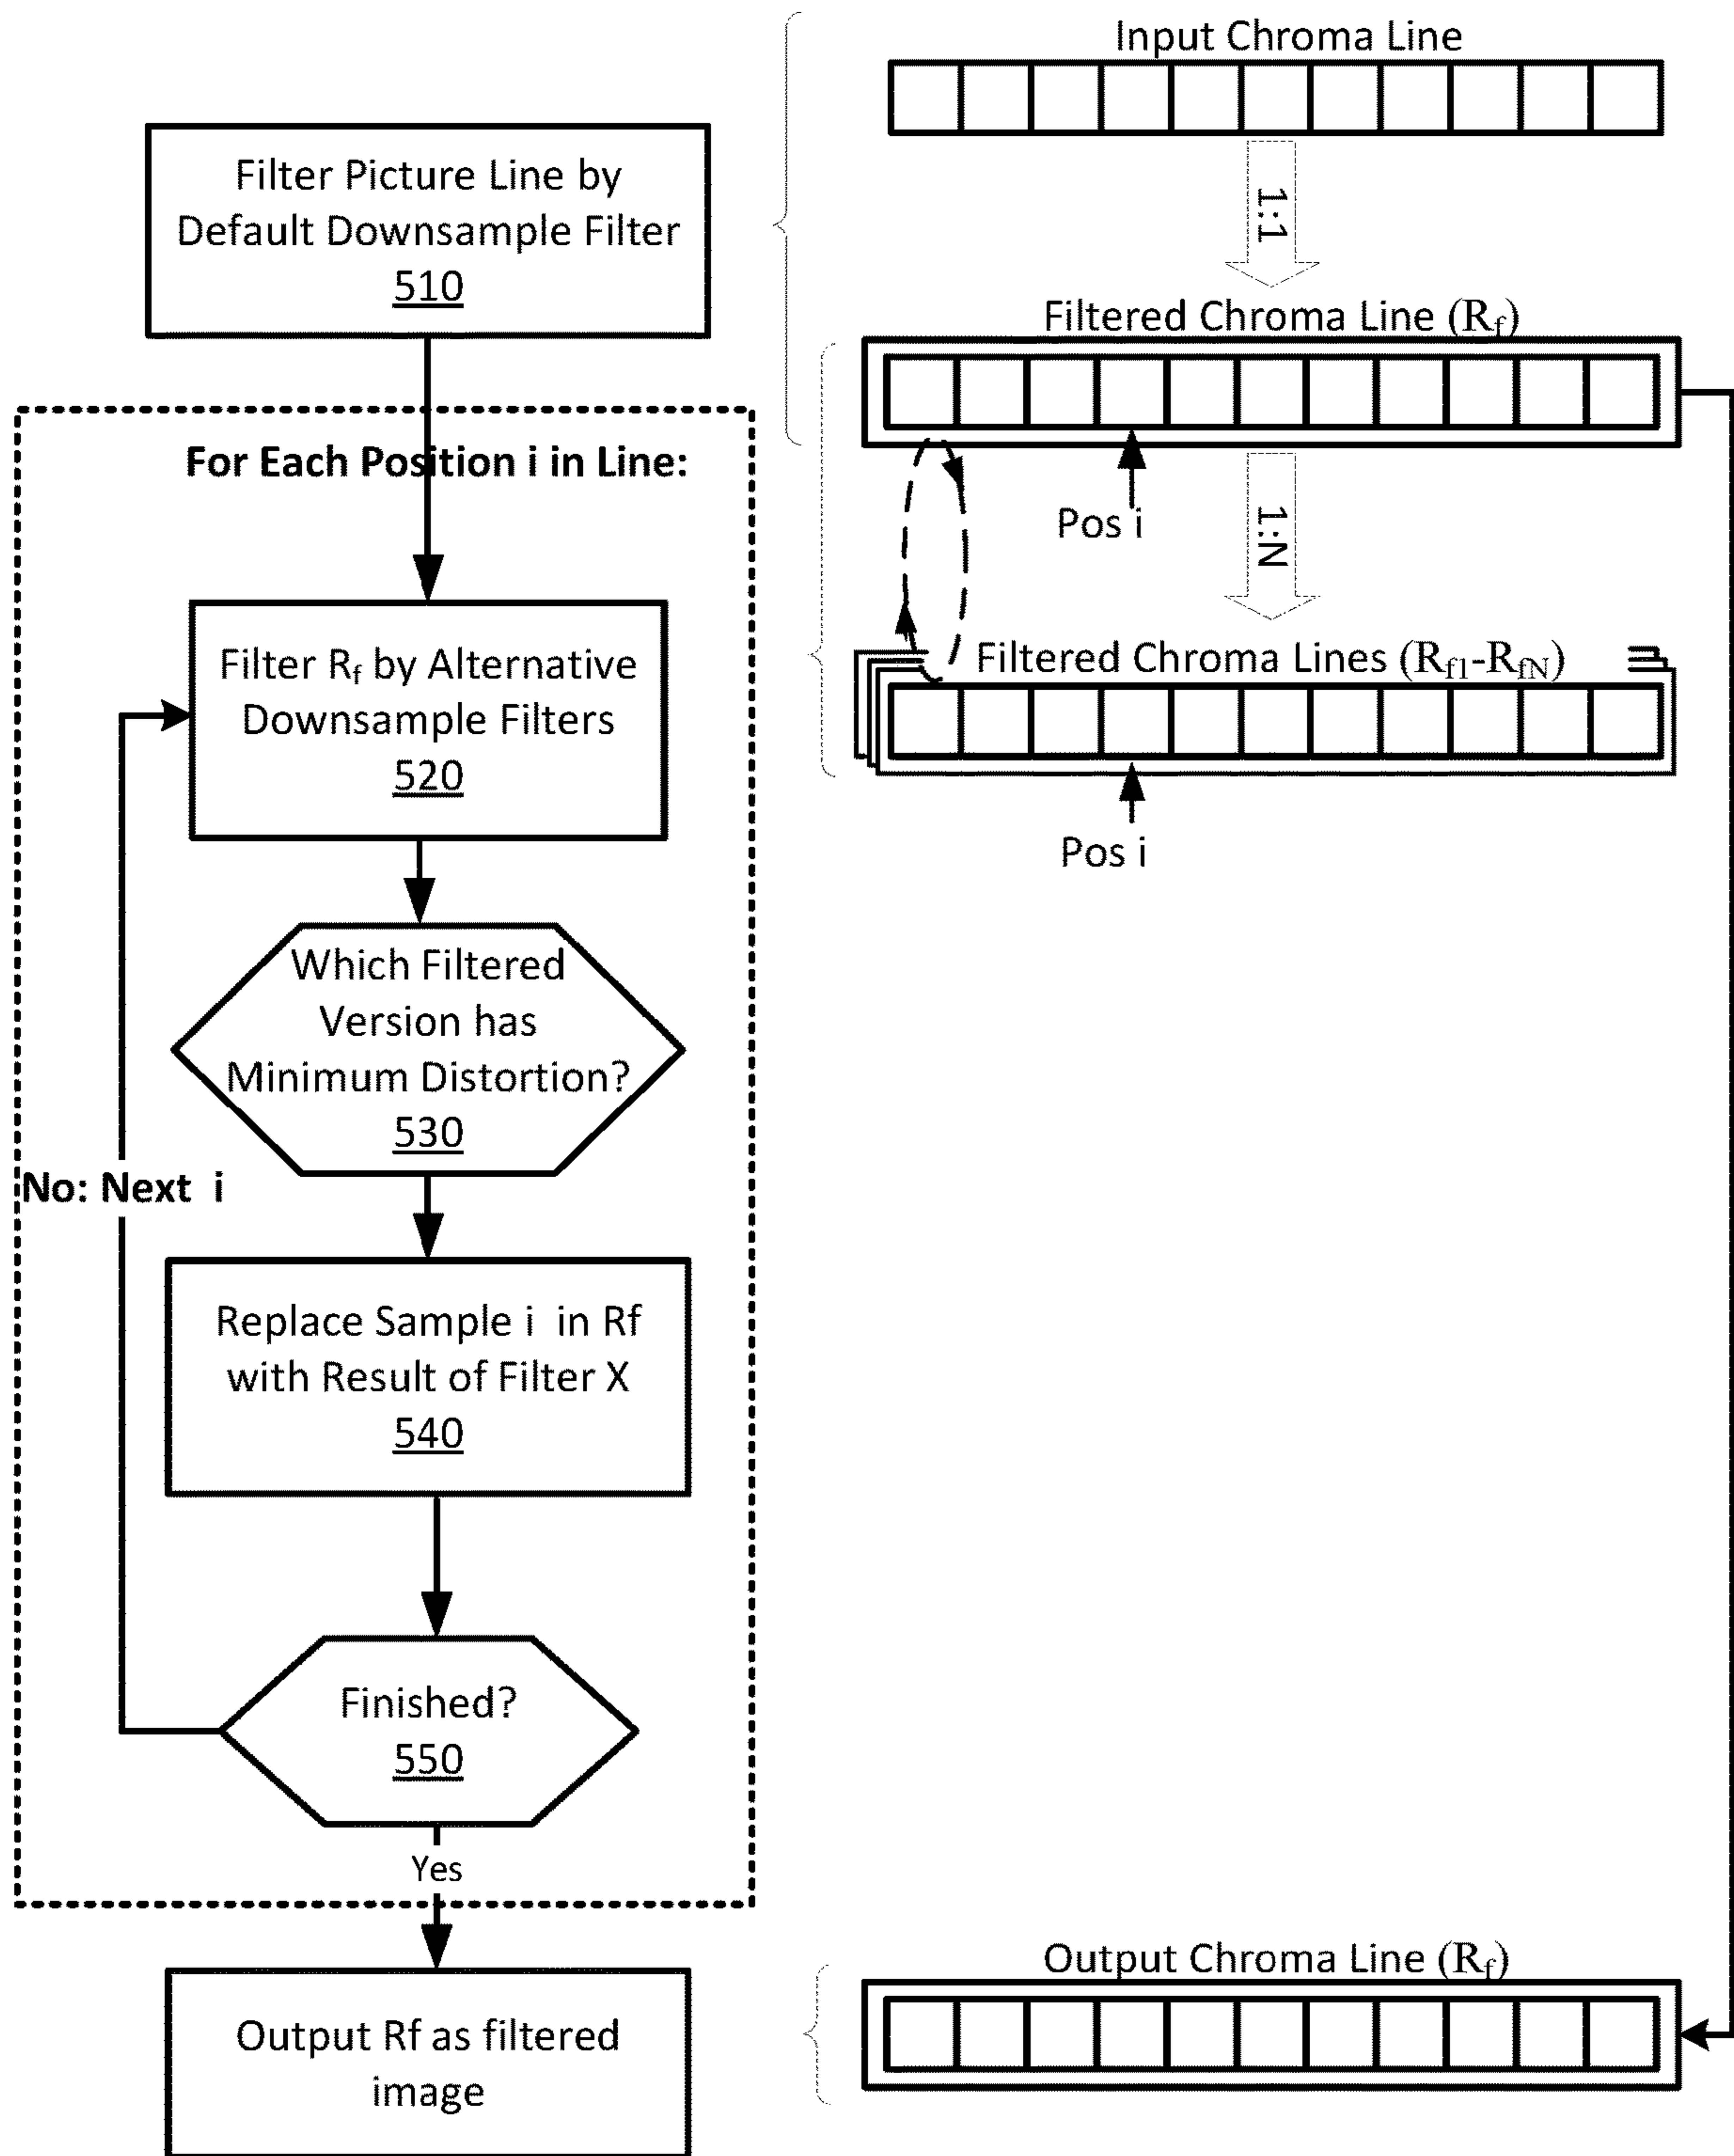 Input Chroma Line
Filter Picture Line by
Default Downsample Filter
510
1:1
Filtered Chroma Line (Rf)
For Each Position i in Line:
Pos i
1:N
Filter Rf by Alternative
Downsample Filters
520
Filtered Chroma Lines (Rf1-RfN)
Pos i
Which Filtered
Version has
Minimum Distortion?
530
No: Next i
Replace Sample i in Rf
with Result of Filter X
540
Finished?
550
Yes
Output Chroma Line (Rf)
Output Rf as filtered
image